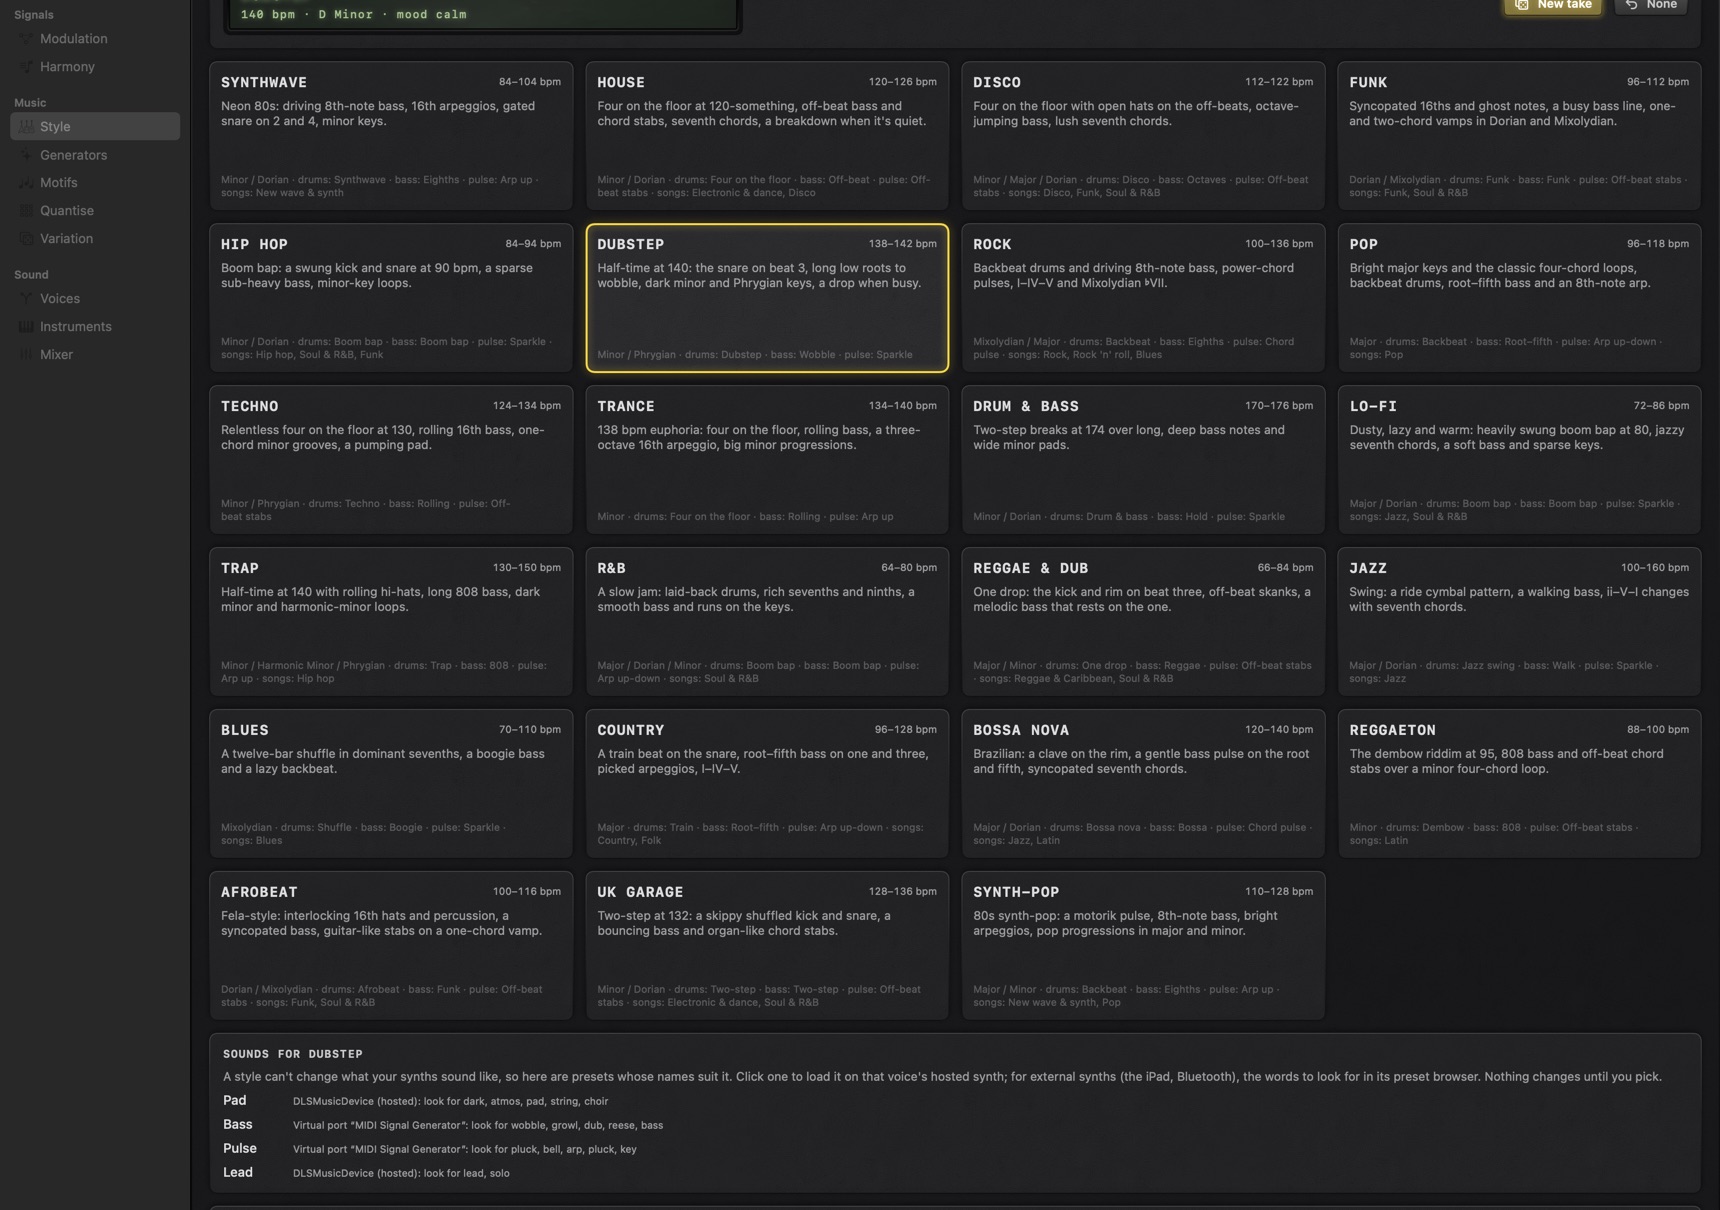 Signals
Modulation
Harmony
Music
Style
Generators
Motifs
Quantise
Variation
Sound
Voices
Instruments
Mixer
140 bpm · D Minor · mood calm
New take
None
SYNTHWAVE
84–104 bpm
Neon 80s: driving 8th-note bass, 16th arpeggios, gated
snare on 2 and 4, minor keys.
Minor / Dorian · drums: Synthwave · bass: Eighths · pulse: Arp up ·
songs: New wave & synth
HOUSE
120–126 bpm
Four on the floor at 120-something, off-beat bass and
chord stabs, seventh chords, a breakdown when it's quiet.
Minor / Dorian · drums: Four on the floor · bass: Off-beat · pulse: Off-
beat stabs · songs: Electronic & dance, Disco
DISCO
112–122 bpm
Four on the floor with open hats on the off-beats, octave-
jumping bass, lush seventh chords.
Minor / Major / Dorian · drums: Disco · bass: Octaves · pulse: Off-beat
stabs · songs: Disco, Funk, Soul & R&B
FUNK
96–112 bpm
Syncopated 16ths and ghost notes, a busy bass line, one-
and two-chord vamps in Dorian and Mixolydian.
Dorian / Mixolydian · drums: Funk · bass: Funk · pulse: Off-beat stabs ·
songs: Funk, Soul & R&B
HIP HOP
84–94 bpm
Boom bap: a swung kick and snare at 90 bpm, a sparse
sub-heavy bass, minor-key loops.
Minor / Dorian · drums: Boom bap · bass: Boom bap · pulse: Sparkle ·
songs: Hip hop, Soul & R&B, Funk
DUBSTEP
138–142 bpm
Half-time at 140: the snare on beat 3, long low roots to
wobble, dark minor and Phrygian keys, a drop when busy.
Minor / Phrygian · drums: Dubstep · bass: Wobble · pulse: Sparkle
ROCK
100–136 bpm
Backbeat drums and driving 8th-note bass, power-chord
pulses, I–IV–V and Mixolydian ♭VII.
Mixolydian / Major · drums: Backbeat · bass: Eighths · pulse: Chord
pulse · songs: Rock, Rock 'n' roll, Blues
POP
96–118 bpm
Bright major keys and the classic four-chord loops,
backbeat drums, root–fifth bass and an 8th-note arp.
Major · drums: Backbeat · bass: Root–fifth · pulse: Arp up-down ·
songs: Pop
TECHNO
124–134 bpm
Relentless four on the floor at 130, rolling 16th bass, one-
chord minor grooves, a pumping pad.
Minor / Phrygian · drums: Techno · bass: Rolling · pulse: Off-
beat stabs
TRANCE
134–140 bpm
138 bpm euphoria: four on the floor, rolling bass, a three-
octave 16th arpeggio, big minor progressions.
Minor · drums: Four on the floor · bass: Rolling · pulse: Arp up
DRUM & BASS
170–176 bpm
Two-step breaks at 174 over long, deep bass notes and
wide minor pads.
Minor / Dorian · drums: Drum & bass · bass: Hold · pulse: Sparkle
LO-FI
72–86 bpm
Dusty, lazy and warm: heavily swung boom bap at 80, jazzy
seventh chords, a soft bass and sparse keys.
Major / Dorian · drums: Boom bap · bass: Boom bap · pulse: Sparkle ·
songs: Jazz, Soul & R&B
TRAP
130–150 bpm
Half-time at 140 with rolling hi-hats, long 808 bass, dark
minor and harmonic-minor loops.
Minor / Harmonic Minor / Phrygian · drums: Trap · bass: 808 · pulse:
Arp up · songs: Hip hop
R&B
64–80 bpm
A slow jam: laid-back drums, rich sevenths and ninths, a
smooth bass and runs on the keys.
Major / Dorian / Minor · drums: Boom bap · bass: Boom bap · pulse:
Arp up-down · songs: Soul & R&B
REGGAE & DUB
66–84 bpm
One drop: the kick and rim on beat three, off-beat skanks, a
melodic bass that rests on the one.
Major / Minor · drums: One drop · bass: Reggae · pulse: Off-beat stabs
· songs: Reggae & Caribbean, Soul & R&B
JAZZ
100–160 bpm
Swing: a ride cymbal pattern, a walking bass, ii–V–I changes
with seventh chords.
Major / Dorian · drums: Jazz swing · bass: Walk · pulse: Sparkle ·
songs: Jazz
BLUES
70–110 bpm
A twelve-bar shuffle in dominant sevenths, a boogie bass
and a lazy backbeat.
Mixolydian · drums: Shuffle · bass: Boogie · pulse: Sparkle ·
songs: Blues
COUNTRY
96–128 bpm
A train beat on the snare, root–fifth bass on one and three,
picked arpeggios, I–IV–V.
Major · drums: Train · bass: Root–fifth · pulse: Arp up-down · songs:
Country, Folk
BOSSA NOVA
120–140 bpm
Brazilian: a clave on the rim, a gentle bass pulse on the root
and fifth, syncopated seventh chords.
Major / Dorian · drums: Bossa nova · bass: Bossa · pulse: Chord pulse ·
songs: Jazz, Latin
REGGAETON
88–100 bpm
The dembow riddim at 95, 808 bass and off-beat chord
stabs over a minor four-chord loop.
Minor · drums: Dembow · bass: 808 · pulse: Off-beat stabs ·
songs: Latin
AFROBEAT
100–116 bpm
Fela-style: interlocking 16th hats and percussion, a
syncopated bass, guitar-like stabs on a one-chord vamp.
Dorian / Mixolydian · drums: Afrobeat · bass: Funk · pulse: Off-beat
stabs · songs: Funk, Soul & R&B
UK GARAGE
128–136 bpm
Two-step at 132: a skippy shuffled kick and snare, a
bouncing bass and organ-like chord stabs.
Minor / Dorian · drums: Two-step · bass: Two-step · pulse: Off-beat
stabs · songs: Electronic & dance, Soul & R&B
SYNTH-POP
110–128 bpm
80s synth-pop: a motorik pulse, 8th-note bass, bright
arpeggios, pop progressions in major and minor.
Major / Minor · drums: Backbeat · bass: Eighths · pulse: Arp up ·
songs: New wave & synth, Pop
SOUNDS FOR DUBSTEP
A style can't change what your synths sound like, so here are presets whose names suit it. Click one to load it on that voice's hosted synth; for external synths (the iPad, Bluetooth), the words to look for in its preset browser. Nothing changes until you pick.
Pad DLSMusicDevice (hosted): look for dark, atmos, pad, string, choir
Bass Virtual port “MIDI Signal Generator”: look for wobble, growl, dub, reese, bass
Pulse Virtual port “MIDI Signal Generator”: look for pluck, bell, arp, pluck, key
Lead DLSMusicDevice (hosted): look for lead, solo